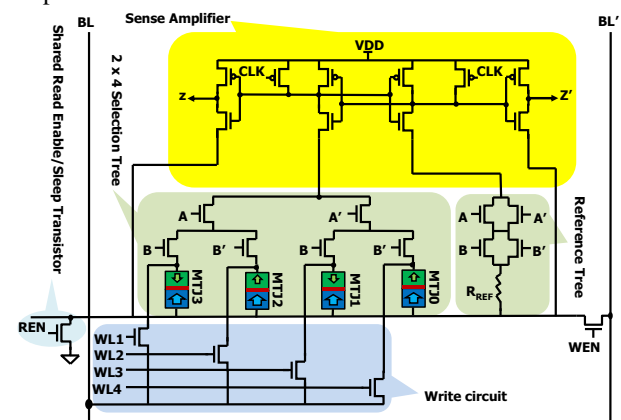 BL
Sense Amplifier
BL'
VDD
CLK
CLK
z
Z'
Shared Read Enable/Sleep Transistor
2 x 4 Selection Tree
Reference Tree
A
A'
A
A'
B
B'
B
B'
B
B'
MTJ3
MTJ2
MTJ1
MTJ0
RREF
REN
WEN
WL1
WL2
WL3
WL4
Write circuit